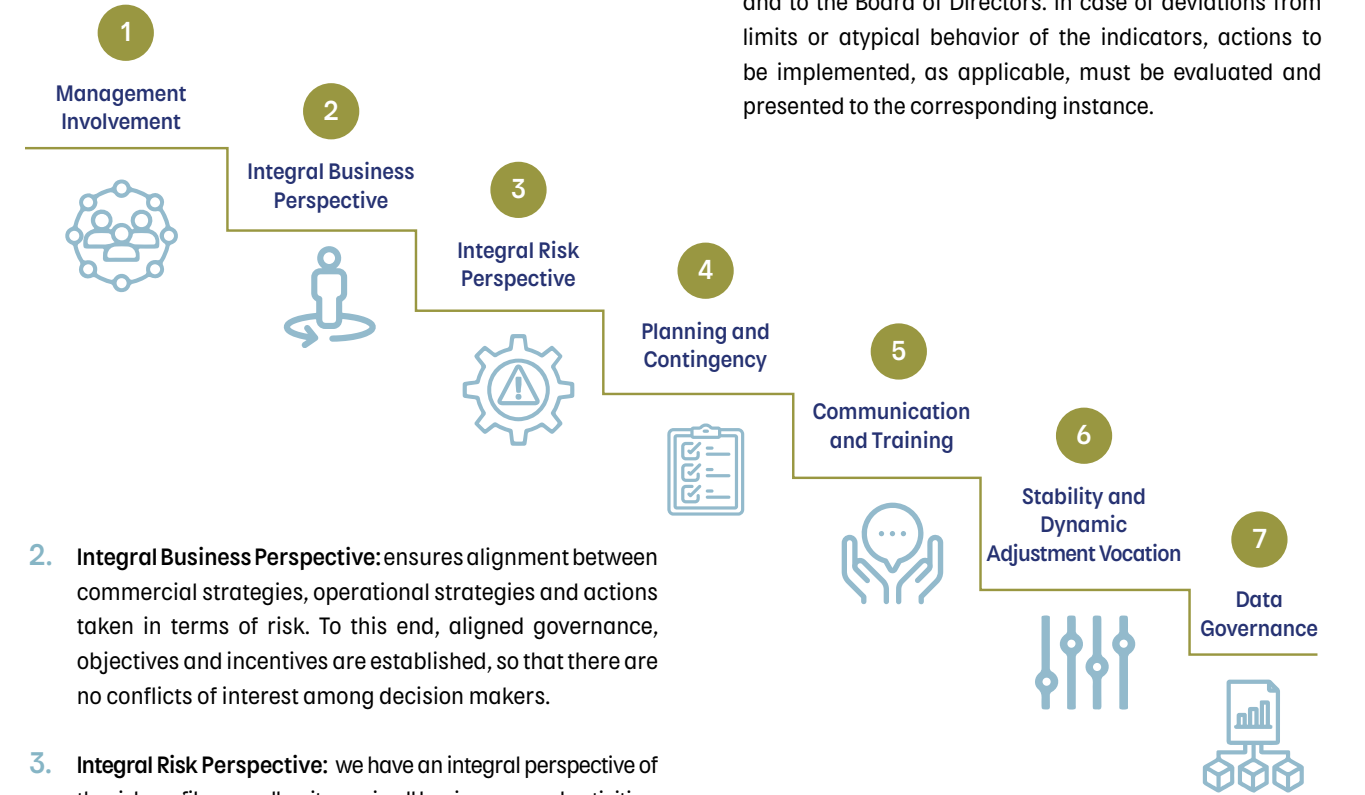 and to the Board of Directors. In case of deviations from
limits or atypical behavior of the indicators, actions to
be implemented, as applicable, must be evaluated and
presented to the corresponding instance.
1
Management
Involvement
2
Integral Business
Perspective
3
Integral Risk
Perspective
4
Planning and
Contingency
5
Communication
and Training
6
Stability and
Dynamic
Adjustment Vocation
7
Data
Governance
2. Integral Business Perspective: ensures alignment between
commercial strategies, operational strategies and actions
taken in terms of risk. To this end, aligned governance,
objectives and incentives are established, so that there are
no conflicts of interest among decision makers.
3. Integral Risk Perspective: we have an integral perspective of